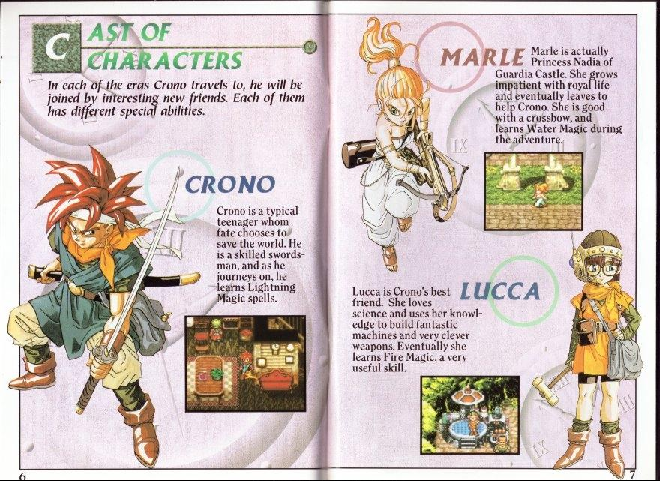 CAST OF
CHARACTERS
In each of the eras Crono travels to, he will be
joined by interesting new friends. Each of them
has different special abilities.
CRONO
Crono is a typical
teenager whom
fate chooses to
save the world. He
is a skilled swords-
man, and as he
journeys on, he
learns Lightning
Magic spells.
6
MARLE
Marle is actually
Princess Nadia of
Guardia Castle. She grows
impatient with royal life
and eventually leaves to
help Crono. She is good
with a crossbow, and
learns Water Magic during
the adventure.
LUCCA
Lucca is Crono's best
friend. She loves
science and uses her knowl-
edge to build fantastic
machines and very clever
weapons. Eventually she
learns Fire Magic, a very
useful skill.
7